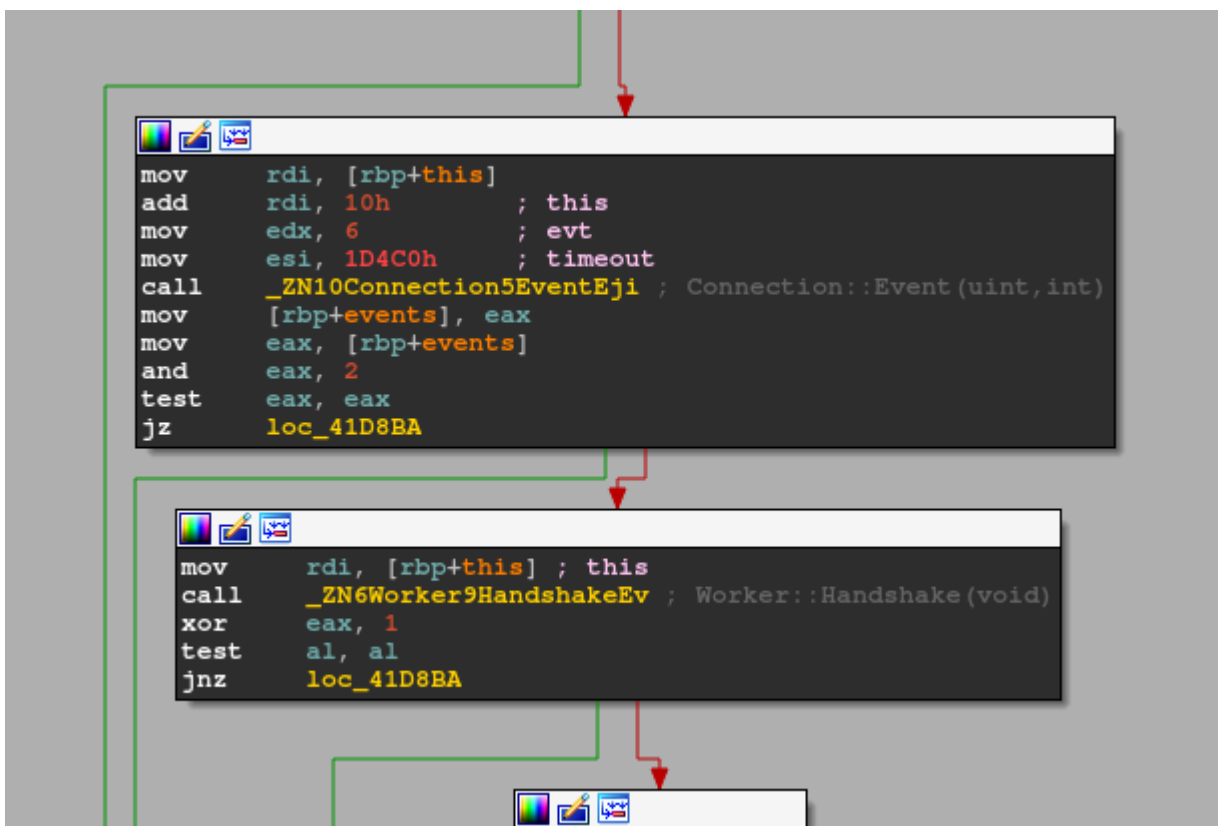 mov rdi, [rbp+this]
add rdi, 10h ; this
mov edx, 6 ; evt
mov esi, 1D4C0h ; timeout
call _ZN10Connection5EventEji ; Connection::Event(uint,int)
mov [rbp+events], eax
mov eax, [rbp+events]
and eax, 2
test eax, eax
jz loc_41D8BA
mov rdi, [rbp+this] ; this
call _ZN6Worker9HandshakeEv ; Worker::Handshake(void)
xor eax, 1
test al, al
jnz loc_41D8BA